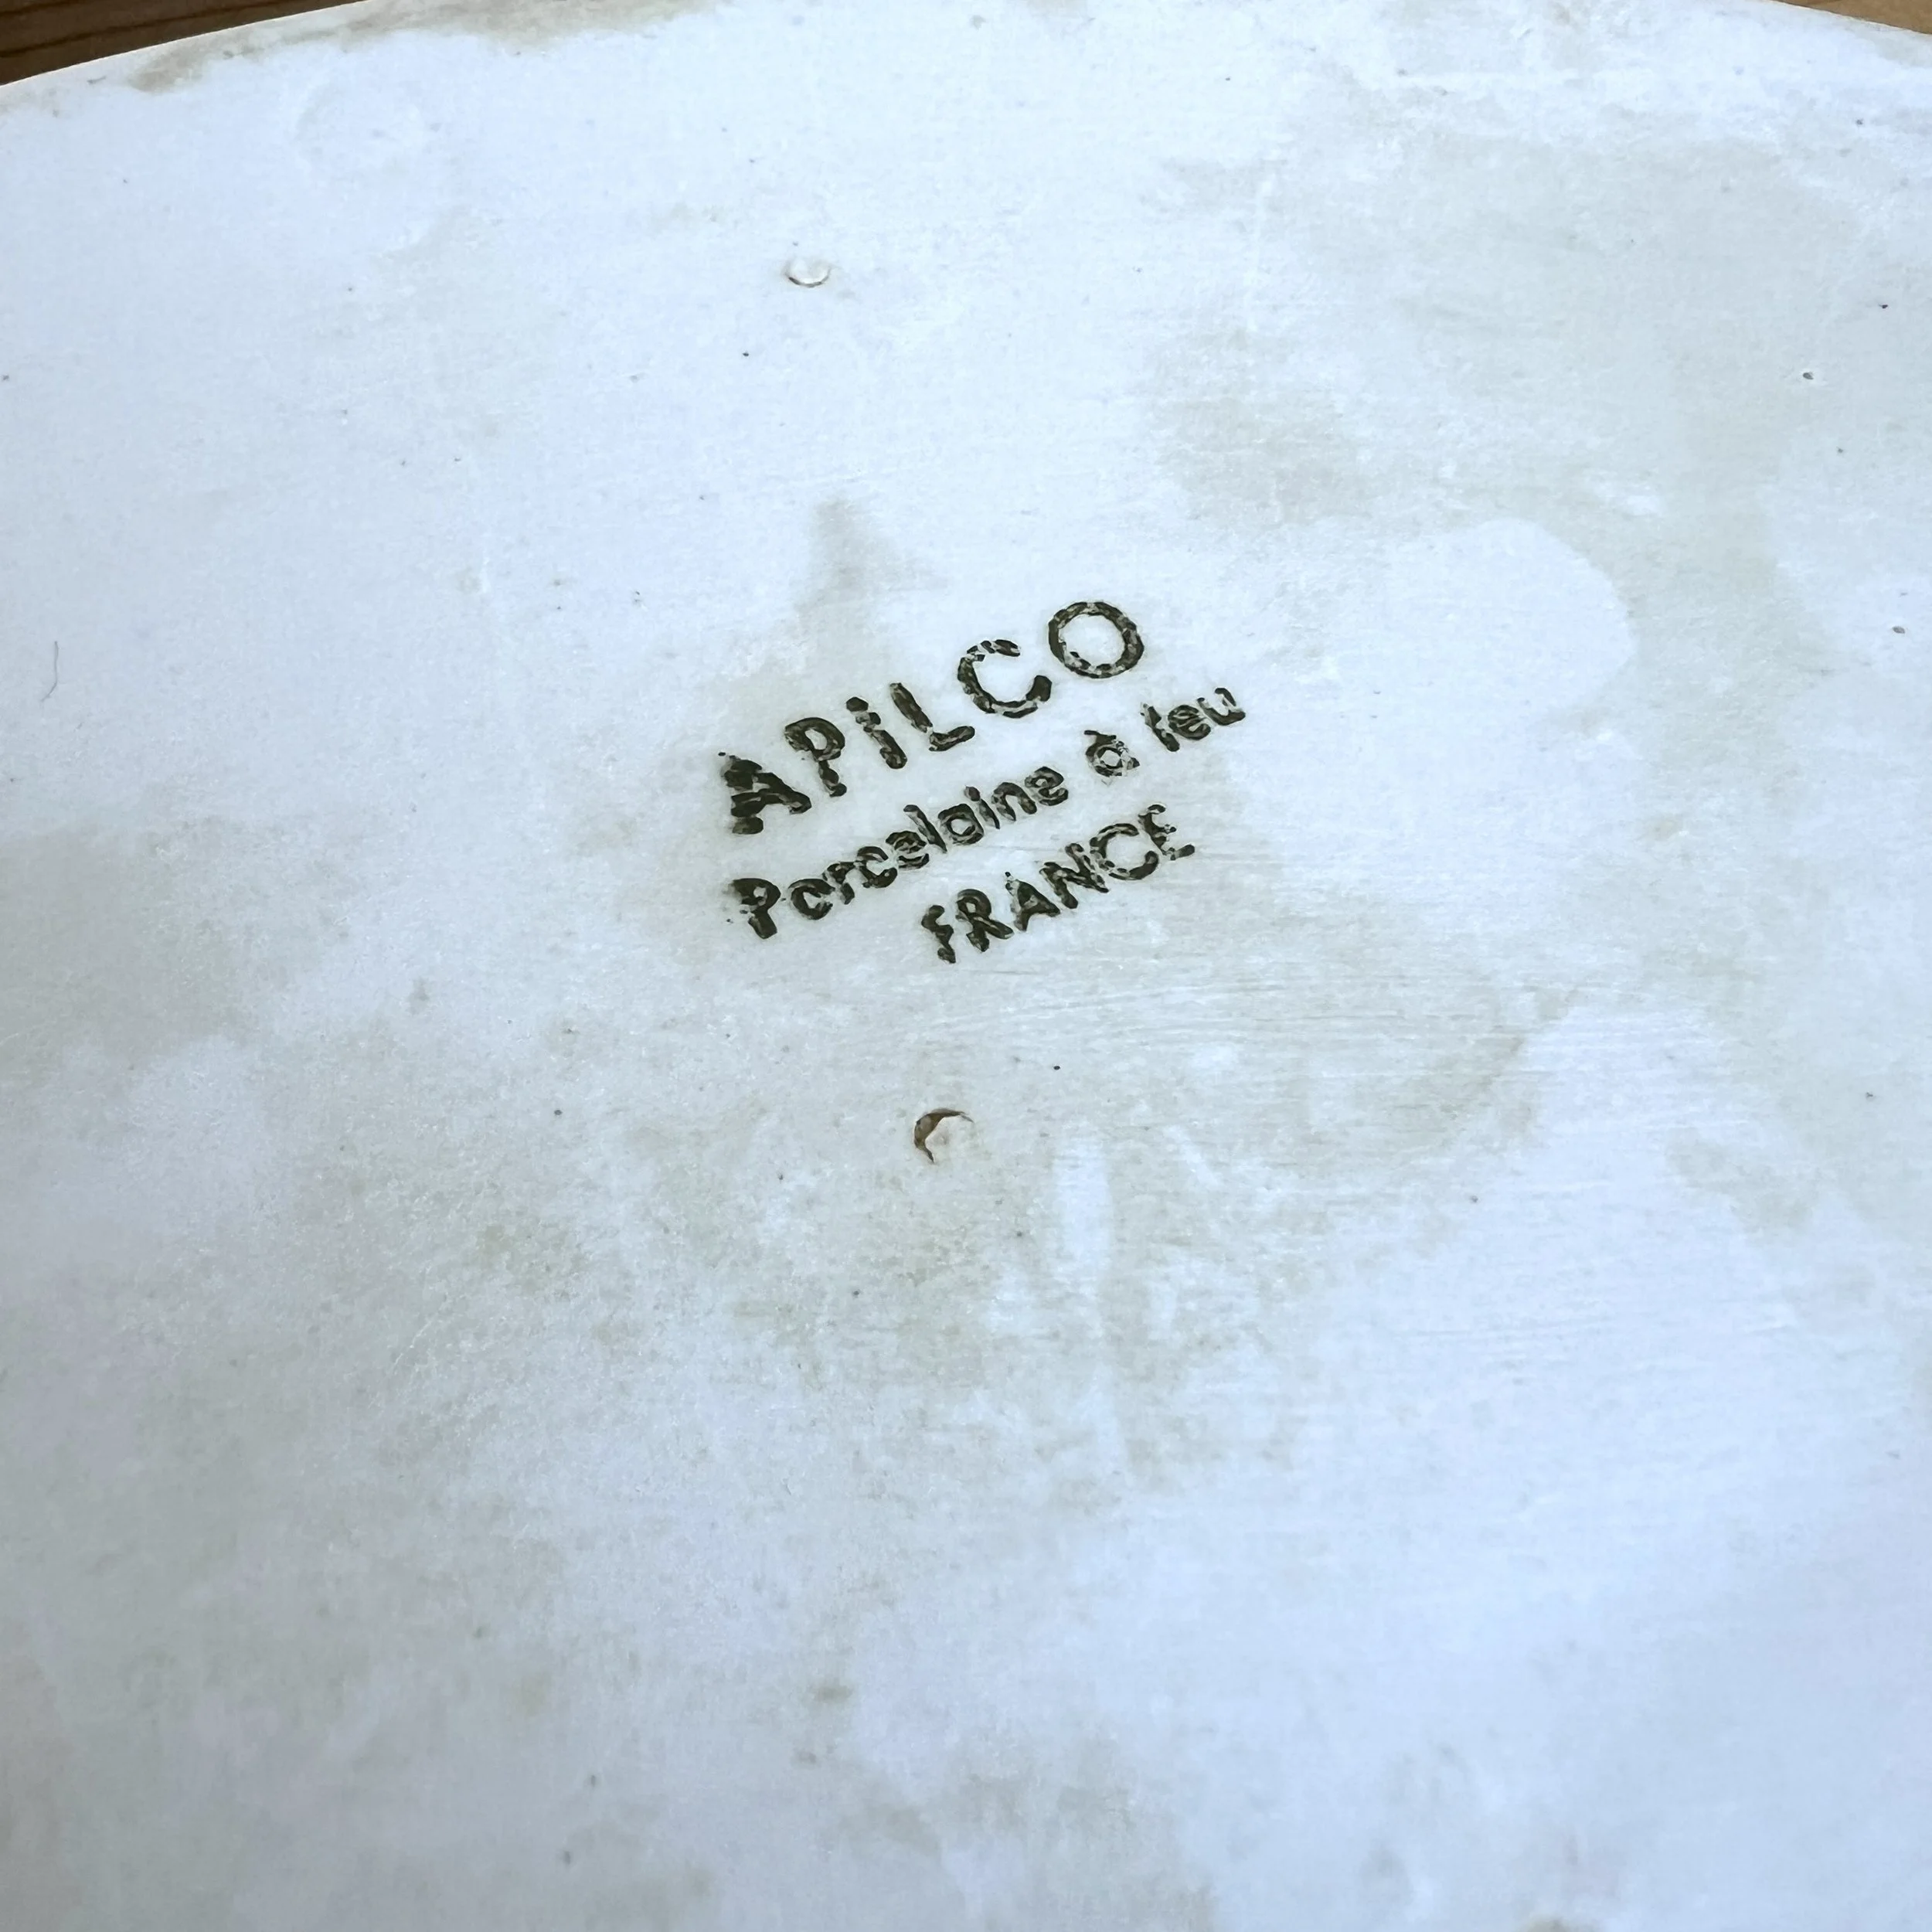 APiLCO
Porcelaine à feu
FRANCE